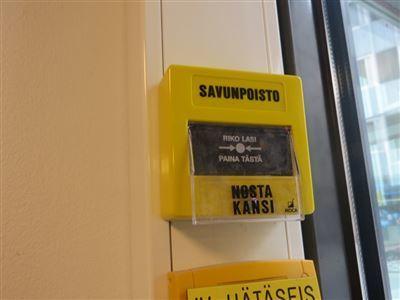 SAVUNPOISTO
RIKO LASI
PAINA TÄSTÄ
NOSTA
KANSI
HÄTÄSEIS